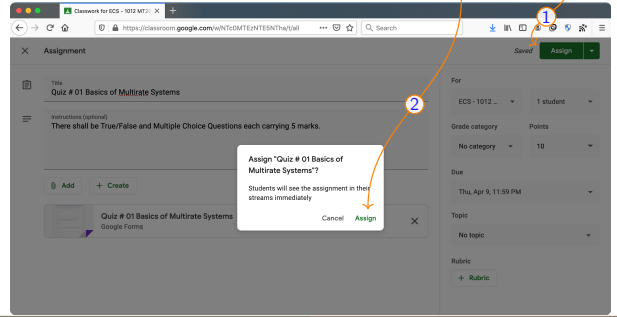 Classwork for ECS - 1012 MT20
https://classroom.google.com/w/NTc0MTEzNTE5NTha/t/all
Search
1
Assignment
Saved
Assign
Title
Quiz # 01 Basics of Multirate Systems
For
ECS - 1012 ...
1 student
2
Instructions (optional)
There shall be True/False and Multiple Choice Questions each carrying 5 marks.
Grade category
Points
No category
10
Assign "Quiz # 01 Basics of
Multirate Systems"?
Students will see the assignment in their
streams immediately
Cancel
Assign
Add
Create
Due
Thu, Apr 9, 11:59 PM
Quiz # 01 Basics of Multirate Systems
Google Forms
Topic
No topic
Rubric
+ Rubric